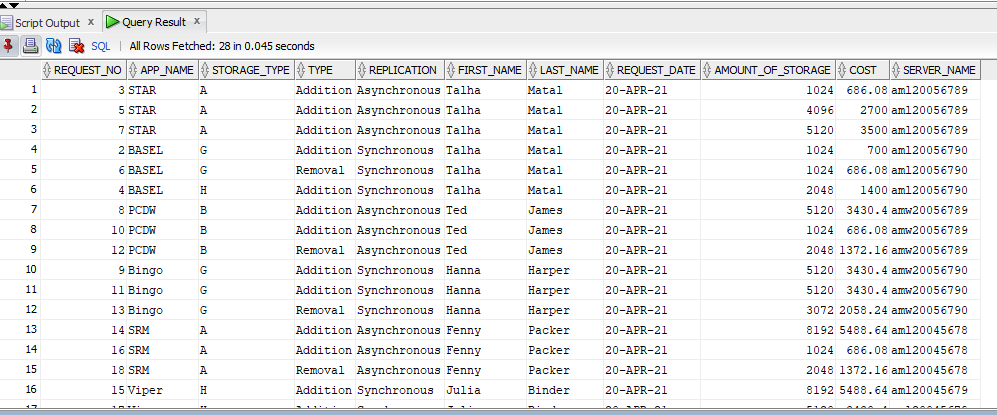 Script Output x Query Result x
SQL | All Rows Fetched: 28 in 0.045 seconds
REQUEST_NO APP_NAME STORAGE_TYPE TYPE REPLICATION FIRST_NAME LAST_NAME REQUEST_DATE AMOUNT_OF_STORAGE COST SERVER_NAME
1 3 STAR A Addition Asynchronous Talha Matal 20-APR-21 1024 686.08 aml20056789
2 5 STAR A Addition Asynchronous Talha Matal 20-APR-21 4096 2700 aml20056789
3 7 STAR A Addition Asynchronous Talha Matal 20-APR-21 5120 3500 aml20056789
4 2 BASEL G Addition Synchronous Talha Matal 20-APR-21 1024 700 aml20056790
5 6 BASEL G Removal Synchronous Talha Matal 20-APR-21 1024 686.08 aml20056790
6 4 BASEL H Addition Synchronous Talha Matal 20-APR-21 2048 1400 aml20056790
7 8 PCDW B Addition Asynchronous Ted James 20-APR-21 5120 3430.4 amw20056789
8 10 PCDW B Addition Asynchronous Ted James 20-APR-21 1024 686.08 amw20056789
9 12 PCDW B Removal Asynchronous Ted James 20-APR-21 2048 1372.16 amw20056789
10 9 Bingo G Addition Synchronous Hanna Harper 20-APR-21 5120 3430.4 amw20056790
11 11 Bingo G Addition Synchronous Hanna Harper 20-APR-21 5120 3430.4 amw20056790
12 13 Bingo G Removal Synchronous Hanna Harper 20-APR-21 3072 2058.24 amw20056790
13 14 SRM A Addition Asynchronous Fenny Packer 20-APR-21 8192 5488.64 aml20045678
14 16 SRM A Addition Asynchronous Fenny Packer 20-APR-21 1024 686.08 aml20045678
15 18 SRM A Removal Asynchronous Fenny Packer 20-APR-21 2048 1372.16 aml20045678
16 15 Viper H Addition Synchronous Julia Binder 20-APR-21 8192 5488.64 aml20045679